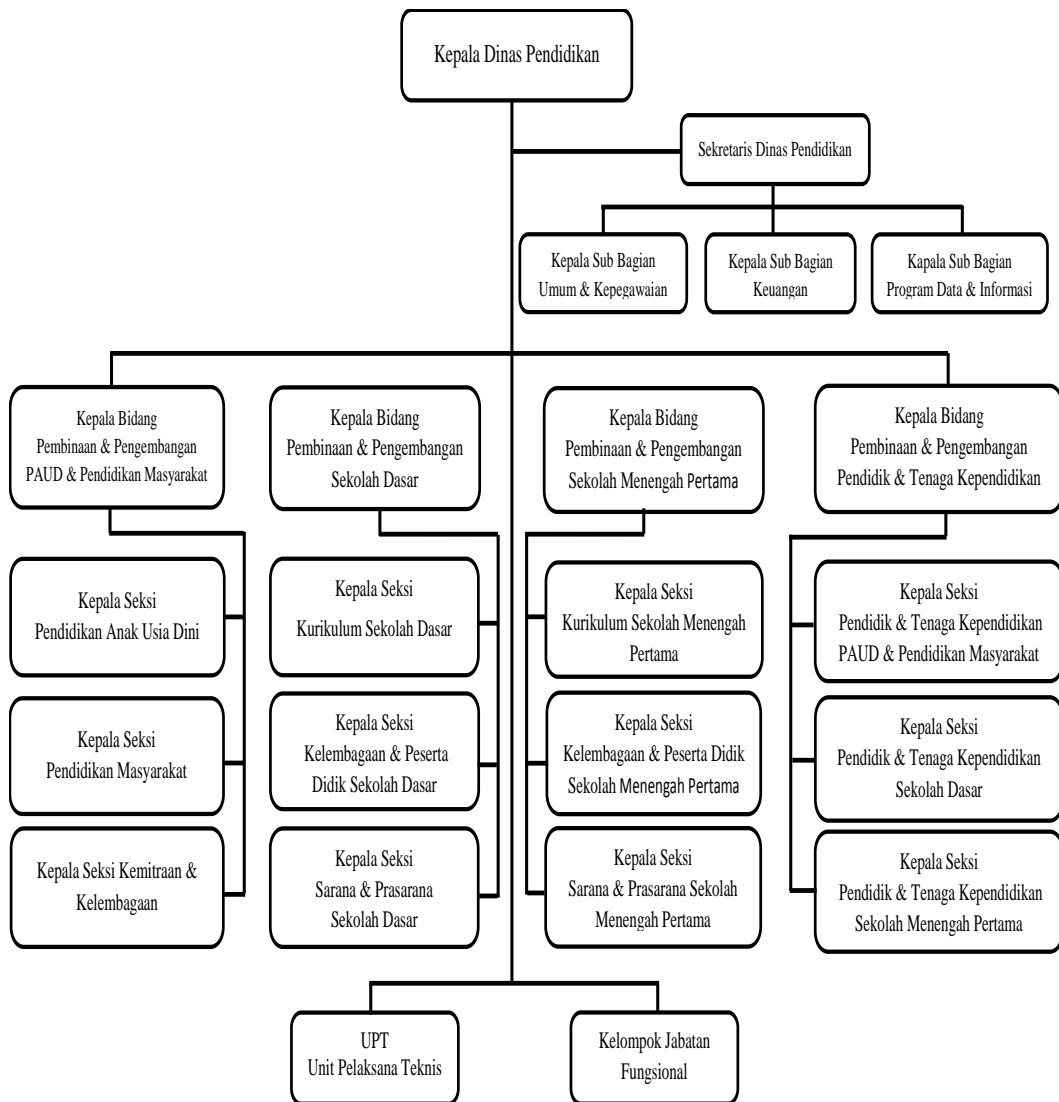 Kepala Dinas Pendidikan
Sekretaris Dinas Pendidikan
Kepala Sub Bagian
Umum & Kepegawaian
Kepala Sub Bagian
Keuangan
Kapala Sub Bagian
Program Data & Informasi
Kepala Bidang
Pembinaan & Pengembangan
PAUD & Pendidikan Masyarakat
Kepala Bidang
Pembinaan & Pengembangan
Sekolah Dasar
Kepala Bidang
Pembinaan & Pengembangan
Sekolah Menengah Pertama
Kepala Bidang
Pembinaan & Pengembangan
Pendidik & Tenaga Kependidikan
Kepala Seksi
Pendidikan Anak Usia Dini
Kepala Seksi
Kurikulum Sekolah Dasar
Kepala Seksi
Kurikulum Sekolah Menengah
Pertama
Kepala Seksi
Pendidik & Tenaga Kependidikan
PAUD & Pendidikan Masyarakat
Kepala Seksi
Pendidikan Masyarakat
Kepala Seksi
Kelembagaan & Peserta
Didik Sekolah Dasar
Kepala Seksi
Kelembagaan & Peserta Didik
Sekolah Menengah Pertama
Kepala Seksi
Pendidik & Tenaga Kependidikan
Sekolah Dasar
Kepala Seksi Kemitraan &
Kelembagaan
Kepala Seksi
Sarana & Prasarana
Sekolah Dasar
Kepala Seksi
Sarana & Prasarana Sekolah
Menengah Pertama
Kepala Seksi
Pendidik & Tenaga Kependidikan
Sekolah Menengah Pertama
UPT
Unit Pelaksana Teknis
Kelompok Jabatan
Fungsional